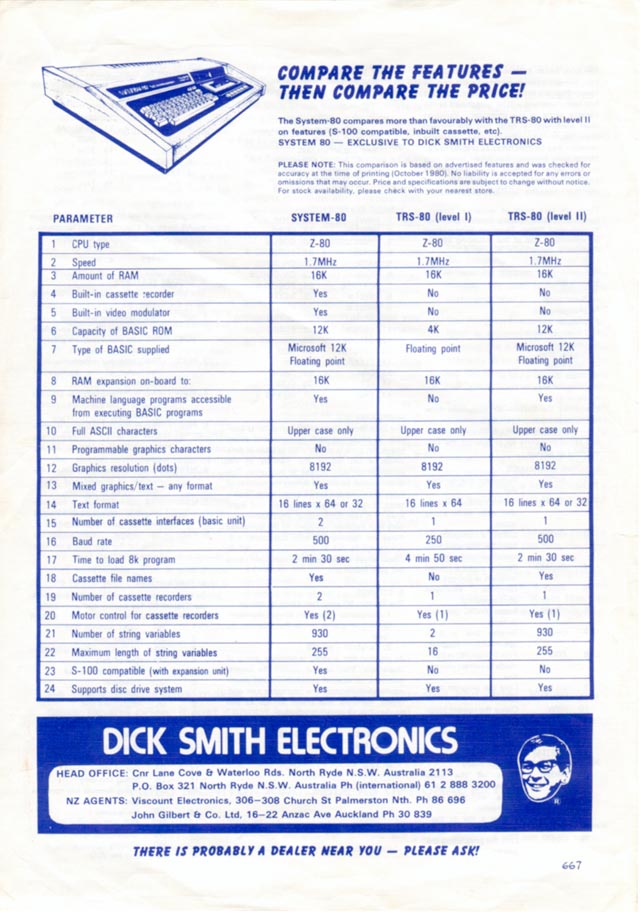 SYSTEM 80
COMPARE THE FEATURES —
THEN COMPARE THE PRICE!
The System-80 compares more than favourably with the TRS-80 with level II
on features (S-100 compatible, inbuilt cassette, etc).
SYSTEM 80 — EXCLUSIVE TO DICK SMITH ELECTRONICS
PLEASE NOTE: This comparison is based on advertised features and was checked for
accuracy at the time of printing (October 1980). No liability is accepted for any errors or
omissions that may occur. Price and specifications are subject to change without notice.
For stock availability, please check with your nearest store.
PARAMETER SYSTEM-80 TRS-80 (level I) TRS-80 (level II)
1 CPU type Z-80 Z-80 Z-80
2 Speed 1.7MHz 1.7MHz 1.7MHz
3 Amount of RAM 16K 16K 16K
4 Built-in cassette recorder Yes No No
5 Built-in video modulator Yes No No
6 Capacity of BASIC ROM 12K 4K 12K
7 Type of BASIC supplied Microsoft 12K Floating point Microsoft 12K
Floating point Floating point
8 RAM expansion on-board to: 16K 16K 16K
9 Machine language programs accessible Yes No Yes
from executing BASIC programs
10 Full ASCII characters Upper case only Upper case only Upper case only
11 Programmable graphics characters No No No
12 Graphics resolution (dots) 8192 8192 8192
13 Mixed graphics/text — any format Yes Yes Yes
14 Text format 16 lines x 64 or 32 16 lines x 64 16 lines x 64 or 32
15 Number of cassette interfaces (basic unit) 2 1 1
16 Baud rate 500 250 500
17 Time to load 8k program 2 min 30 sec 4 min 50 sec 2 min 30 sec
18 Cassette file names Yes No Yes
19 Number of cassette recorders 2 1 1
20 Motor control for cassette recorders Yes (2) Yes (1) Yes (1)
21 Number of string variables 930 2 930
22 Maximum length of string variables 255 16 255
23 S-100 compatible (with expansion unit) Yes No No
24 Supports disc drive system Yes Yes Yes
DICK SMITH ELECTRONICS
HEAD OFFICE: Cnr Lane Cove & Waterloo Rds. North Ryde N.S.W. Australia 2113
P.O. Box 321 North Ryde N.S.W. Australia Ph (international) 61 2 888 3200
NZ AGENTS: Viscount Electronics, 306–308 Church St Palmerston Nth. Ph 86 696
John Gilbert & Co. Ltd, 16–22 Anzac Ave Auckland Ph 30 839
®
THERE IS PROBABLY A DEALER NEAR YOU — PLEASE ASK!
667